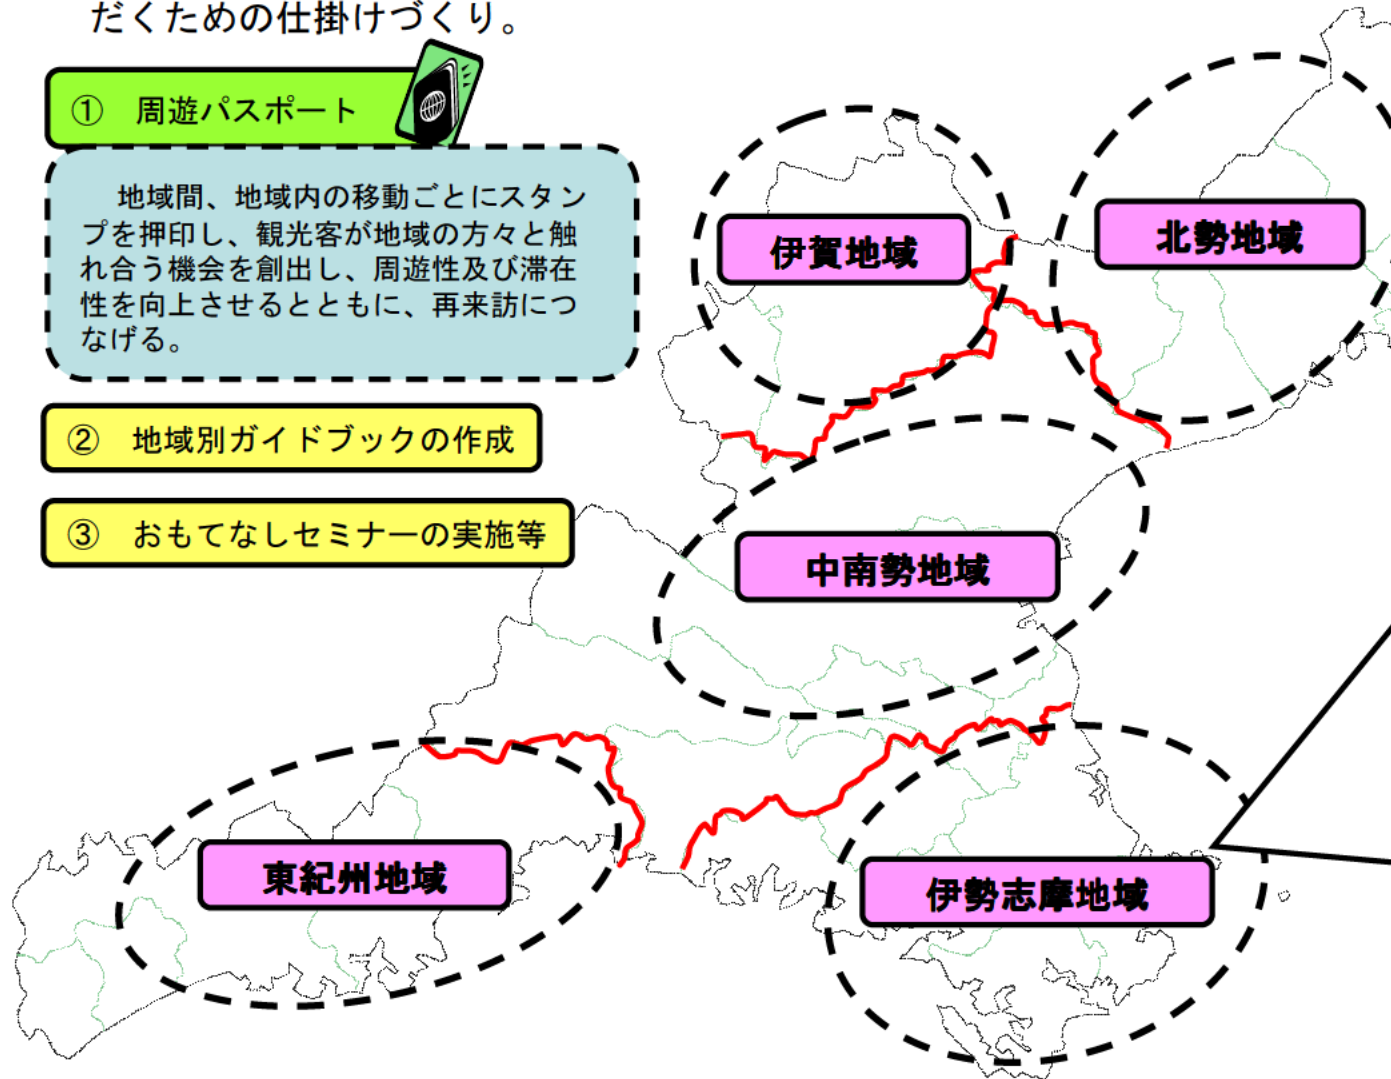 だくための仕掛けづくり。
① 周遊パスポート
地域間、地域内の移動ごとにスタン
プを押印し、観光客が地域の方々と触
れ合う機会を創出し、周遊性及び滞在
性を向上させるとともに、再来訪につ
なげる。
② 地域別ガイドブックの作成
③ おもてなしセミナーの実施等
伊賀地域
北勢地域
中南勢地域
東紀州地域
伊勢志摩地域